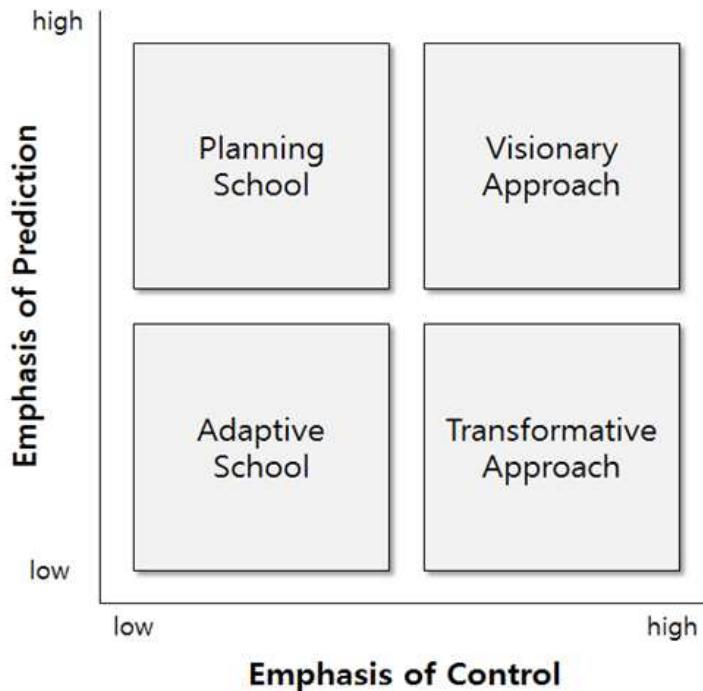 high
Planning
School
Visionary
Approach
Emphasis of Prediction
Adaptive
School
Transformative
Approach
low
low
high
Emphasis of Control